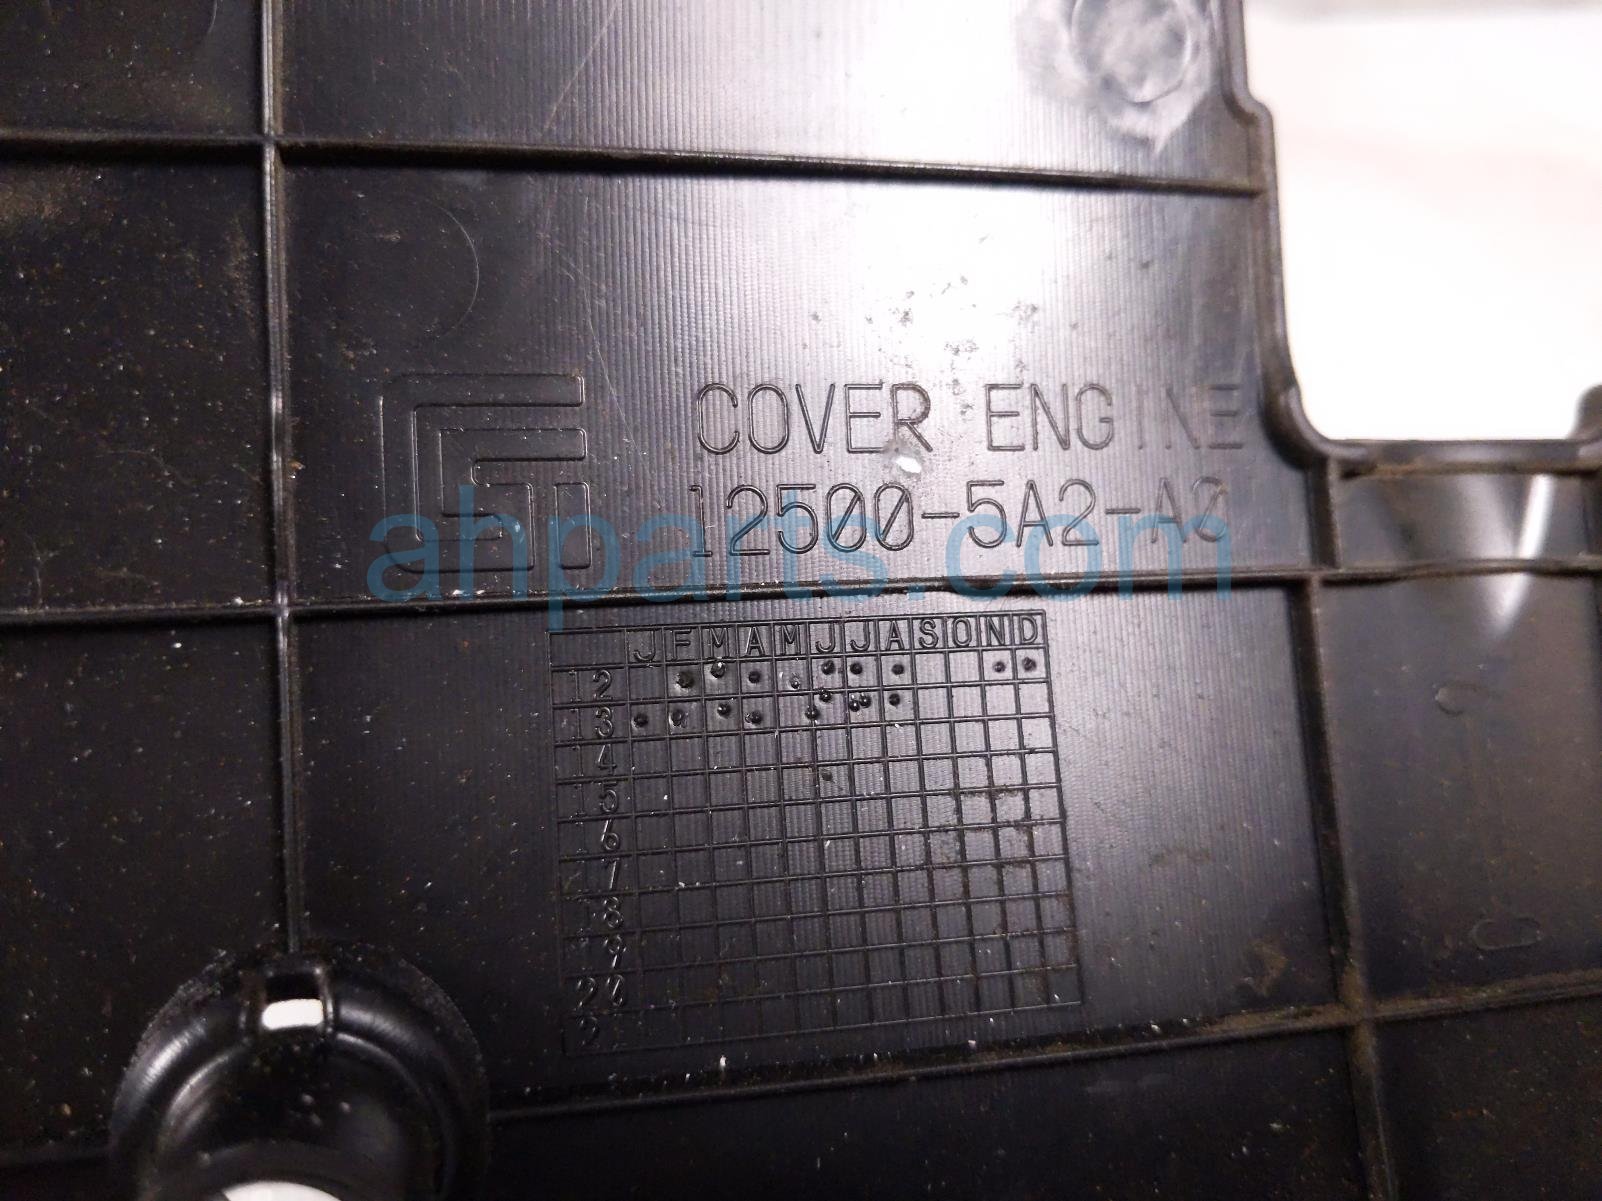 COVER ENGINE
12500-5A2-A0
ahparts.com
J F M A M J J A S O N D
12
13
14
15
16
17
18
19
20